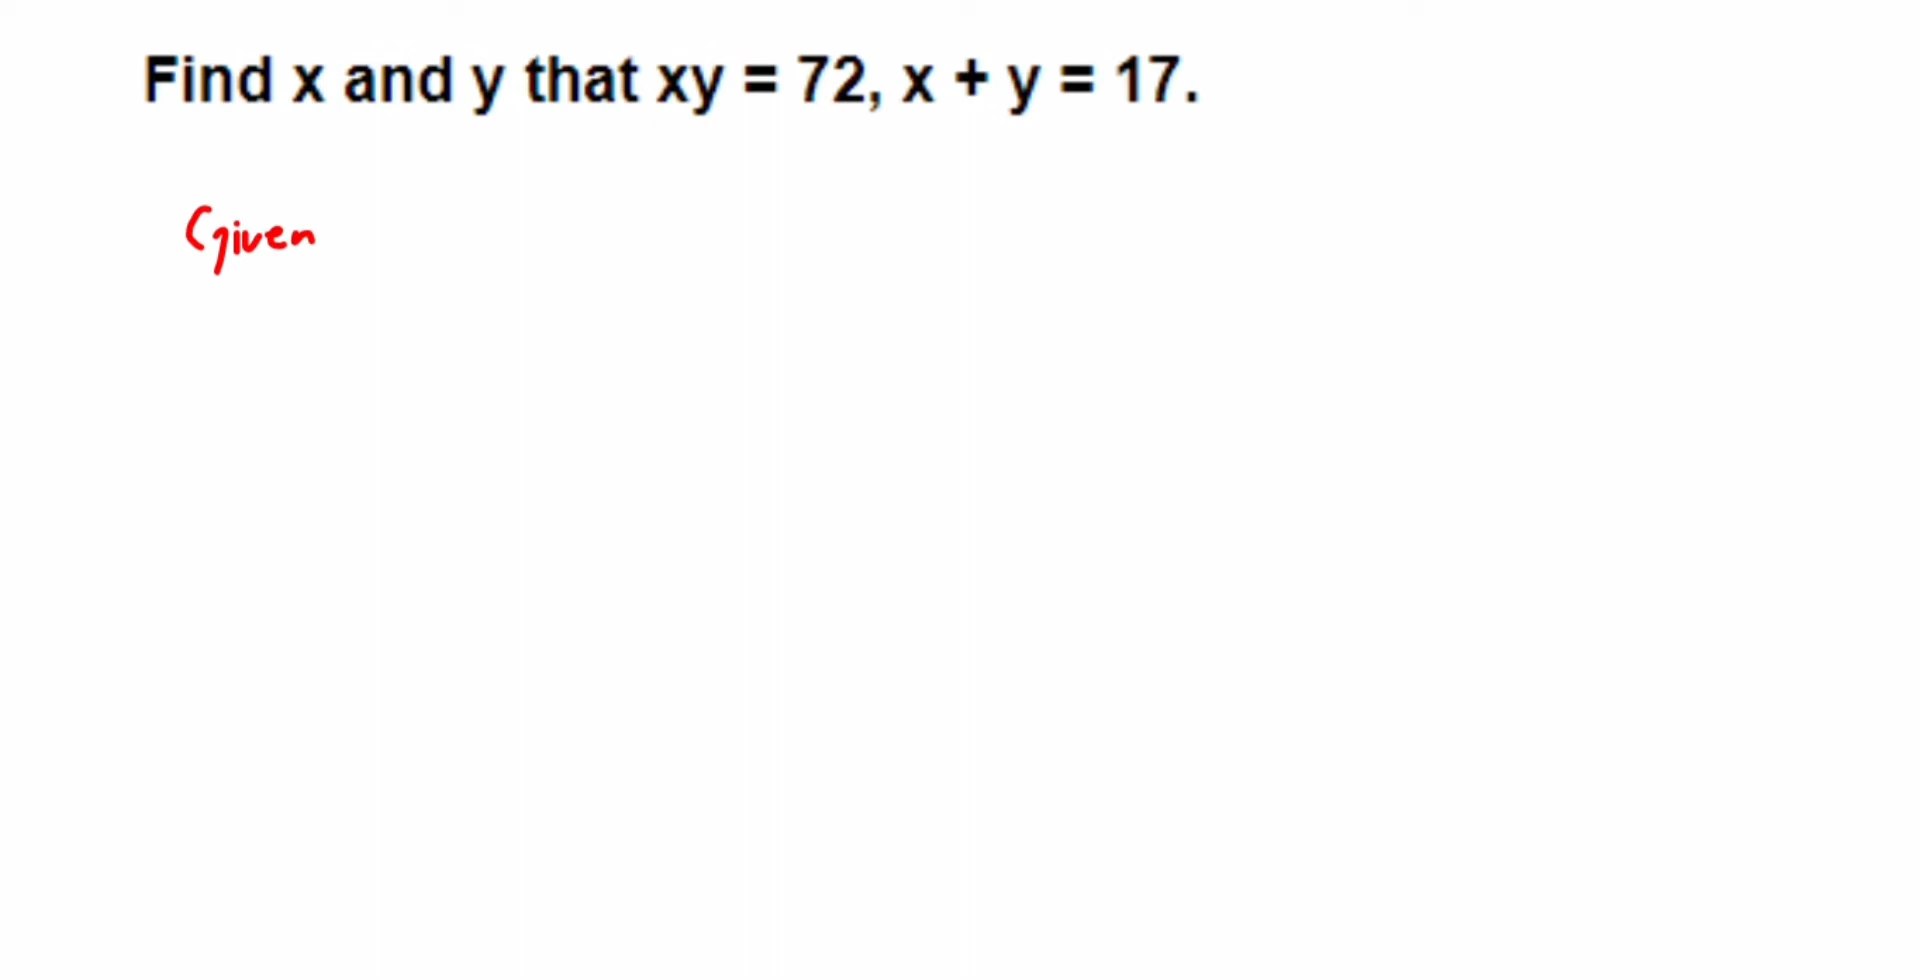 Find x and y that xy = 72, x + y = 17.
Given